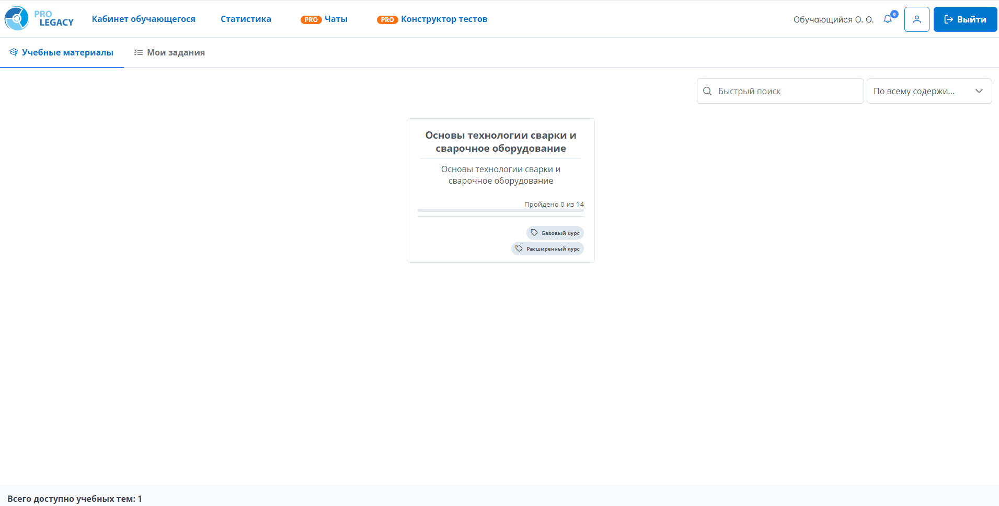 PRO
LEGACY
Кабинет обучающегося
Статистика
PRO Чаты
PRO Конструктор тестов
Обучающийся О. О.
0
Выйти
Учебные материалы
Мои задания
Быстрый поиск
По всему содержи...
Основы технологии сварки и
сварочное оборудование
Основы технологии сварки и
сварочное оборудование
Пройдено 0 из 14
Базовый курс
Расширенный курс
Всего доступно учебных тем: 1